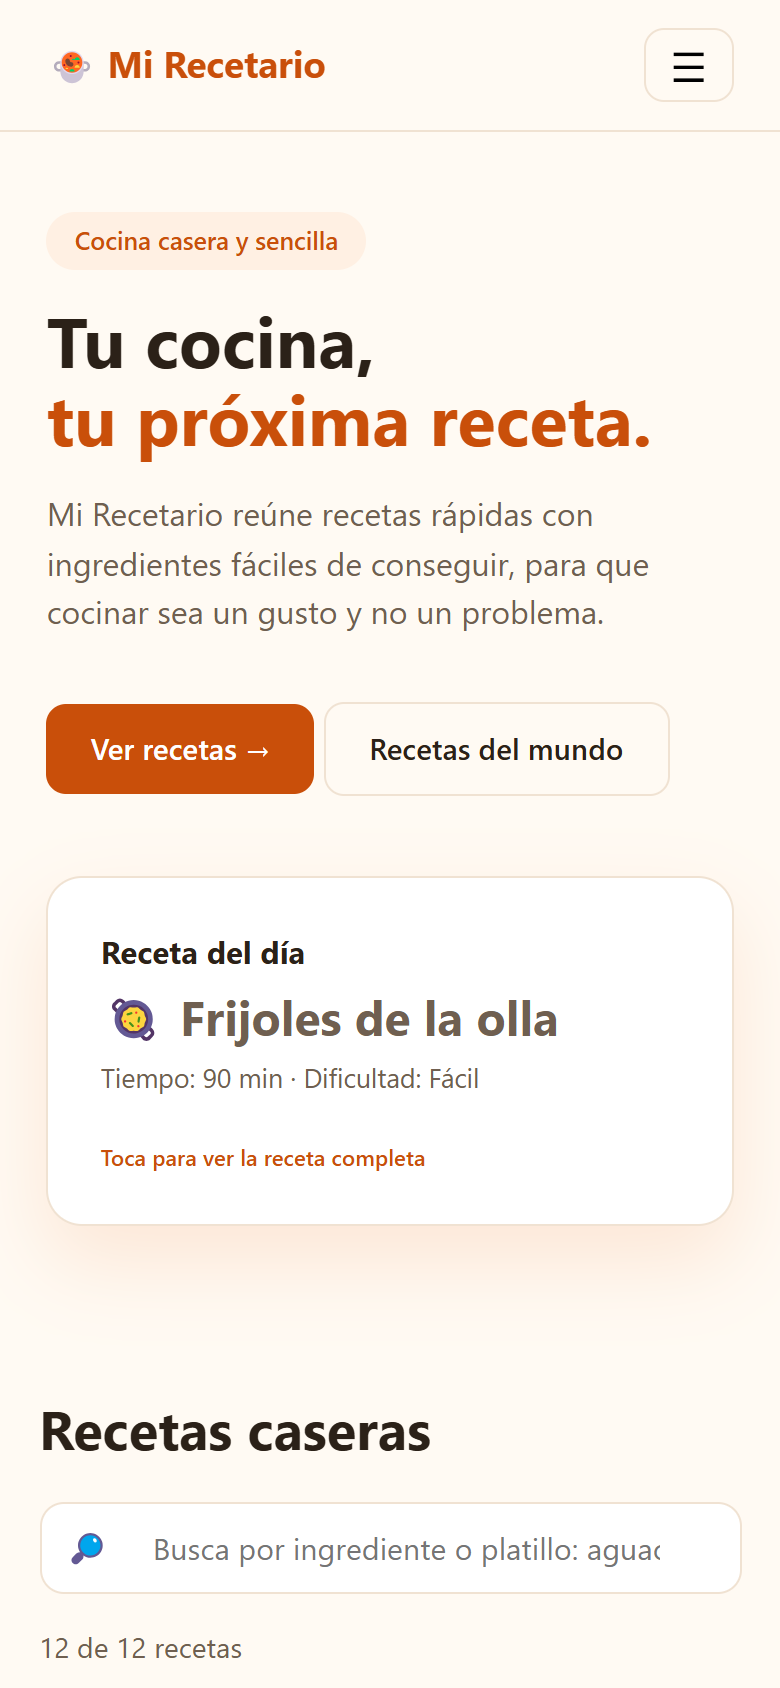 Mi Recetario
Cocina casera y sencilla
Tu cocina,
tu próxima receta.
Mi Recetario reúne recetas rápidas con
ingredientes fáciles de conseguir, para que
cocinar sea un gusto y no un problema.
Ver recetas →
Recetas del mundo
Receta del día
Frijoles de la olla
Tiempo: 90 min · Dificultad: Fácil
Toca para ver la receta completa
Recetas caseras
Busca por ingrediente o platillo:
12 de 12 recetas